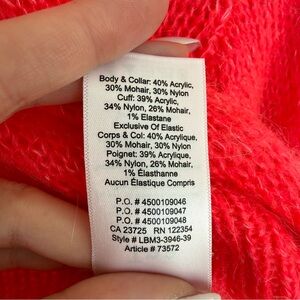 Body & Collar: 40% Acrylic,
30% Mohair, 30% Nylon
Cuff: 39% Acrylic,
34% Nylon, 26% Mohair,
1% Elastane
Exclusive Of Elastic
Corps & Col: 40% Acrylique,
30% Mohair, 30% Nylon
Poignet: 39% Acrylique,
34% Nylon, 26% Mohair,
1% Élasthanne
Aucun Élastique Compris
P.O. # 4500109046
P.O. # 4500109047
P.O. # 4500109048
CA 23725 RN 122354
Style # LBM3-3946-39
Article # 73572